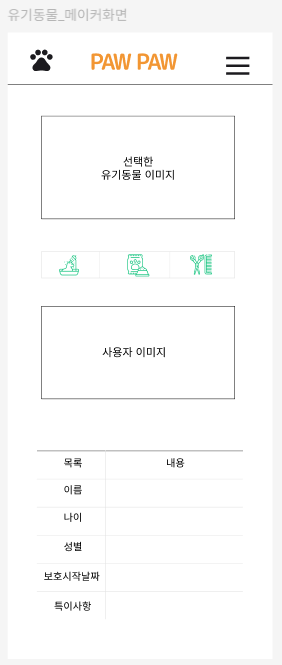 유기동물_메이커화면
PAW PAW
선택한
유기동물 이미지
사용자 이미지
목록 내용
이름
나이
성별
보호시작날짜
특이사항